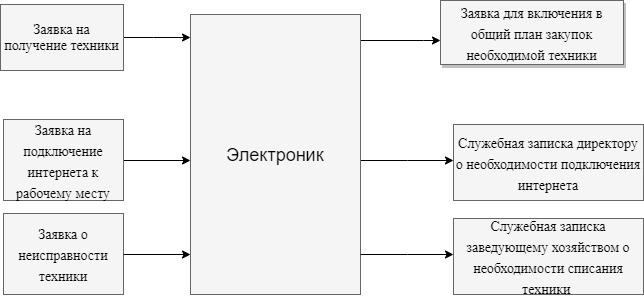 Заявка на
получение техники
Заявка на
подключение
интернета к
рабочему месту
Заявка о
неисправности
техники
Электроник
Заявка для включения в
общий план закупок
необходимой техники
Служебная записка директору
о необходимости подключения
интернета
Служебная записка
заведующему хозяйством о
необходимости списания
техники